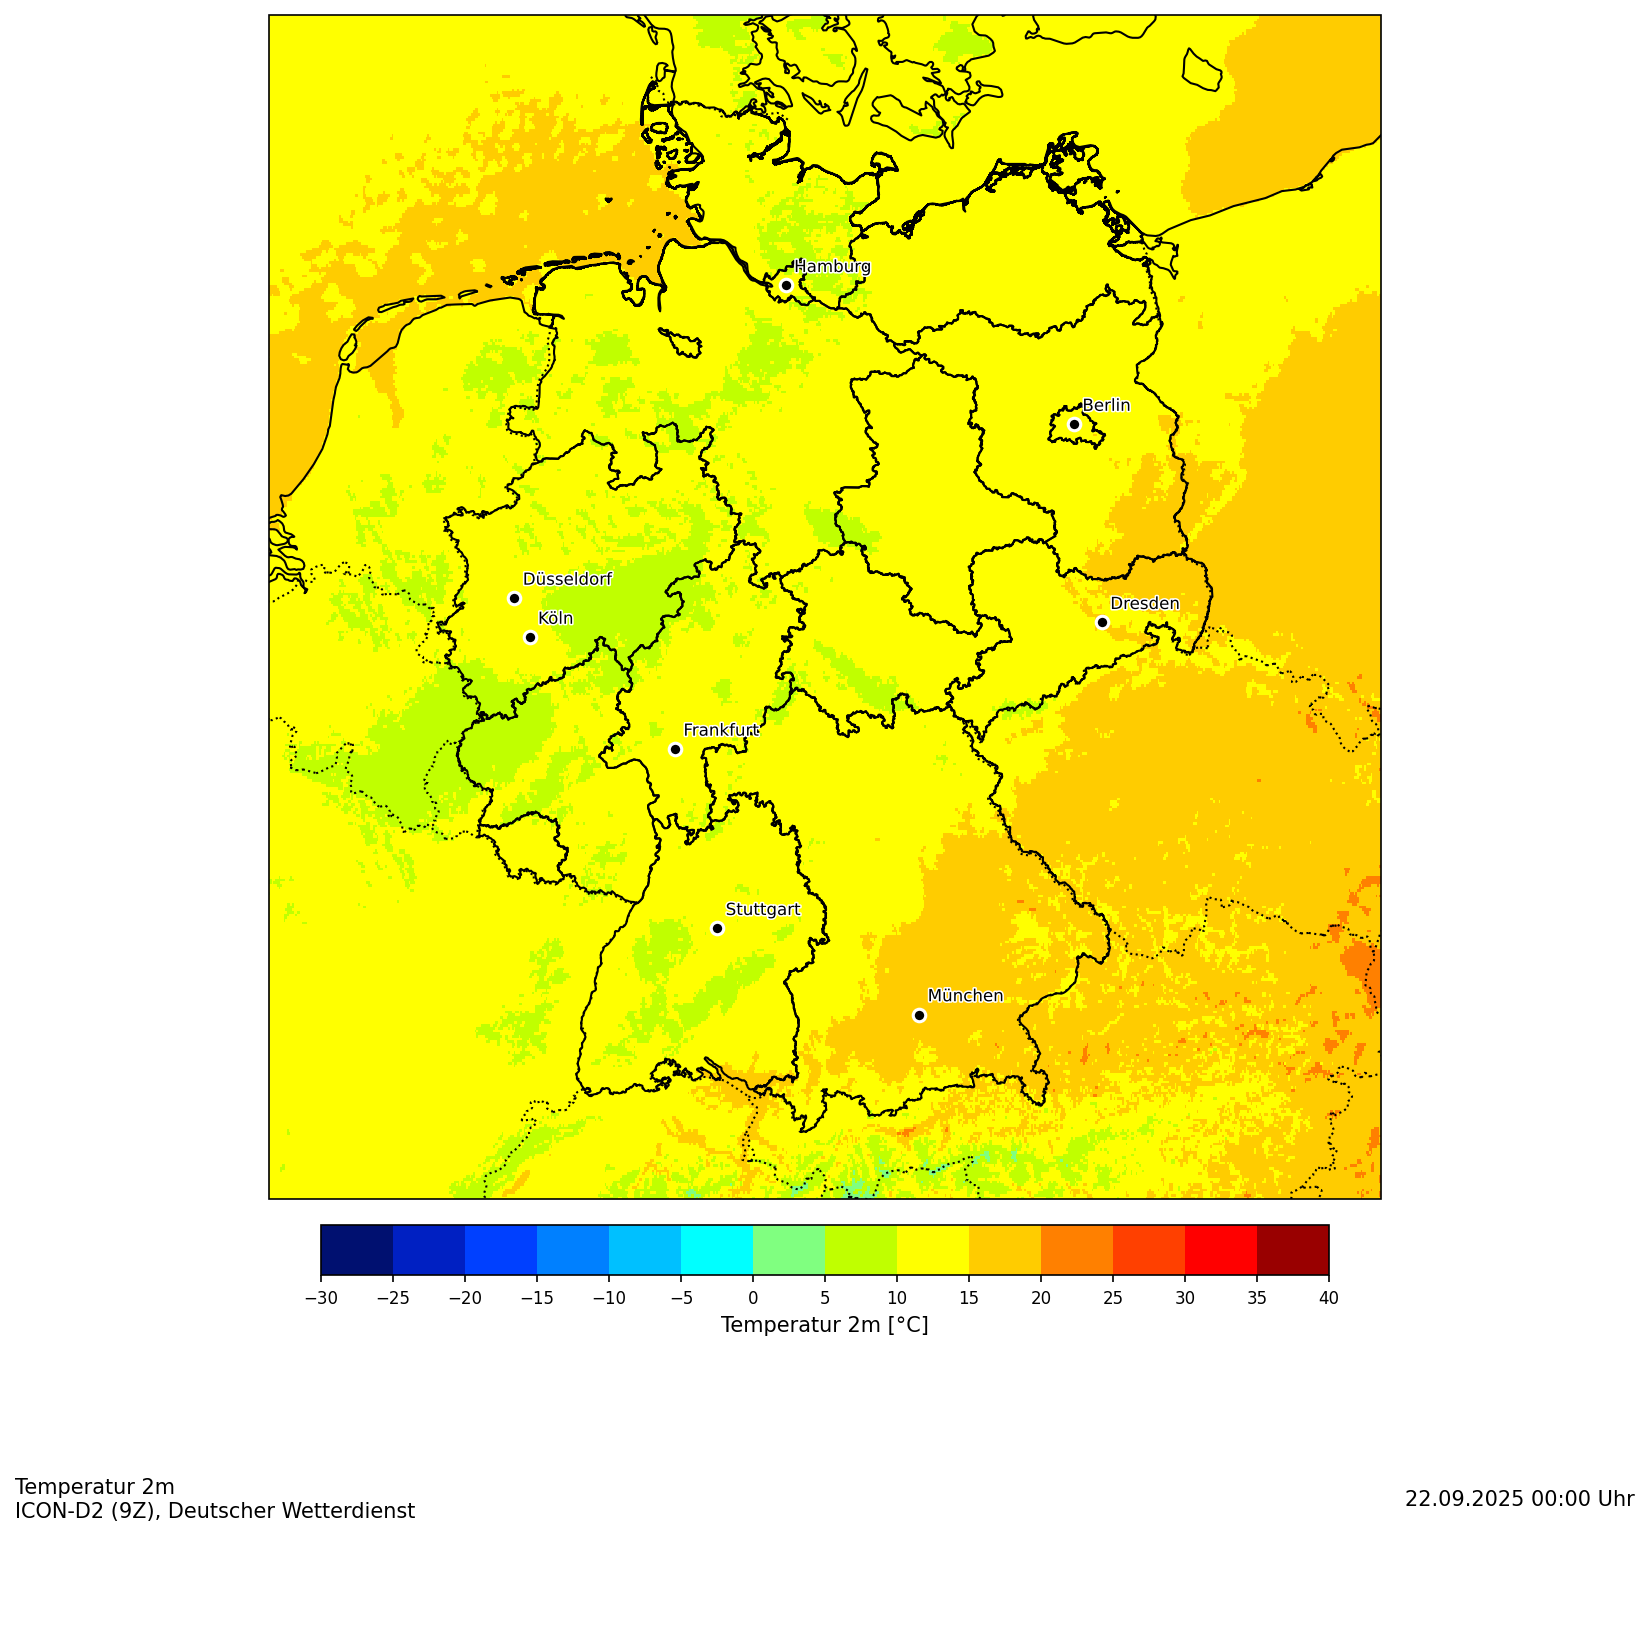 Hamburg
Berlin
Düsseldorf
Köln
Dresden
Frankfurt
Stuttgart
München
−30 −25 −20 −15 −10 −5 0 5 10 15 20 25 30 35 40
Temperatur 2m [°C]
Temperatur 2m
ICON-D2 (9Z), Deutscher Wetterdienst
22.09.2025 00:00 Uhr